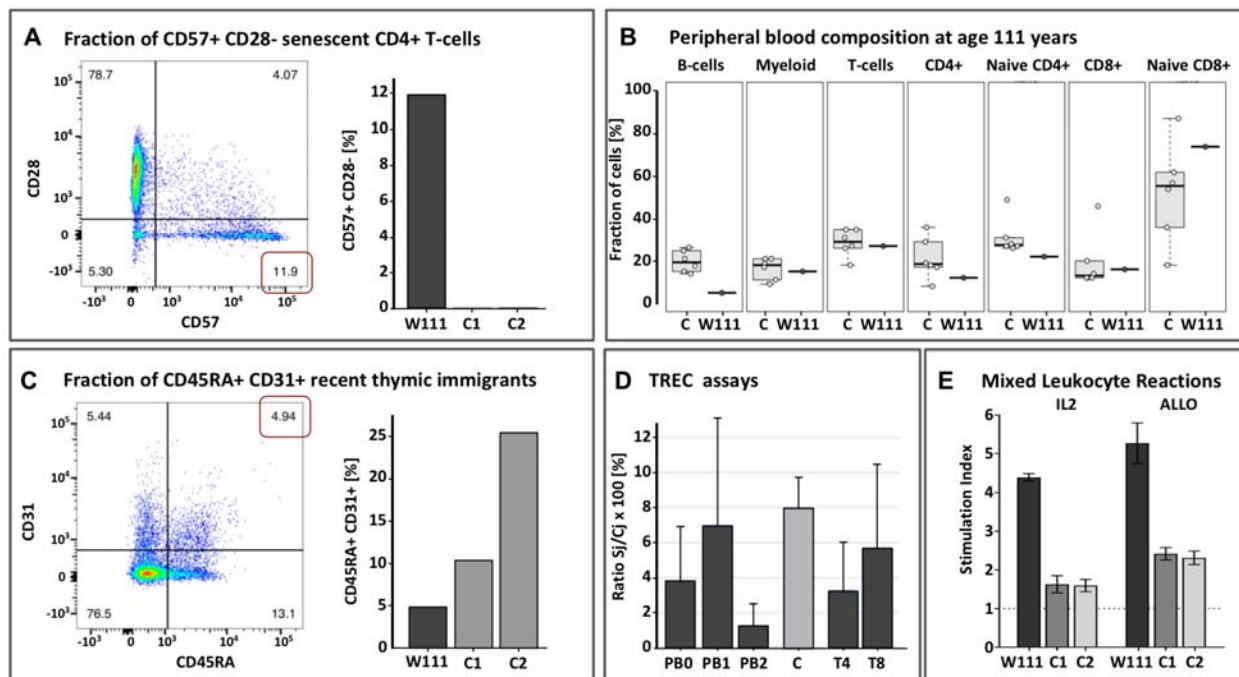 A Fraction of CD57+ CD28- senescent CD4+ T-cells
78.7
4.07
5.30
11.9
10⁵
10⁴
10³
0
-10³
CD28
-10³ 0 10³ 10⁴ 10⁵
CD57
CD57+ CD28- [%]
12
10
8
6
4
2
0
W111 C1 C2
B Peripheral blood composition at age 111 years
B-cells Myeloid T-cells CD4+ Naive CD4+ CD8+ Naive CD8+
Fraction of cells [%]
100
80
60
40
20
0
C W111 C W111 C W111 C W111 C W111 C W111 C W111
C Fraction of CD45RA+ CD31+ recent thymic immigrants
5.44
4.94
76.5
13.1
10⁵
10⁴
10³
0
-10³
CD31
-10³ 0 10³ 10⁴ 10⁵
CD45RA
CD45RA+ CD31+ [%]
25
20
15
10
5
0
W111 C1 C2
D TREC assays
Ratio Sj/Cj x 100 [%]
12
10
8
6
4
2
0
PB0 PB1 PB2 C T4 T8
E Mixed Leukocyte Reactions
IL2 ALLO
Stimulation Index
6
5
4
3
2
1
0
W111 C1 C2 W111 C1 C2